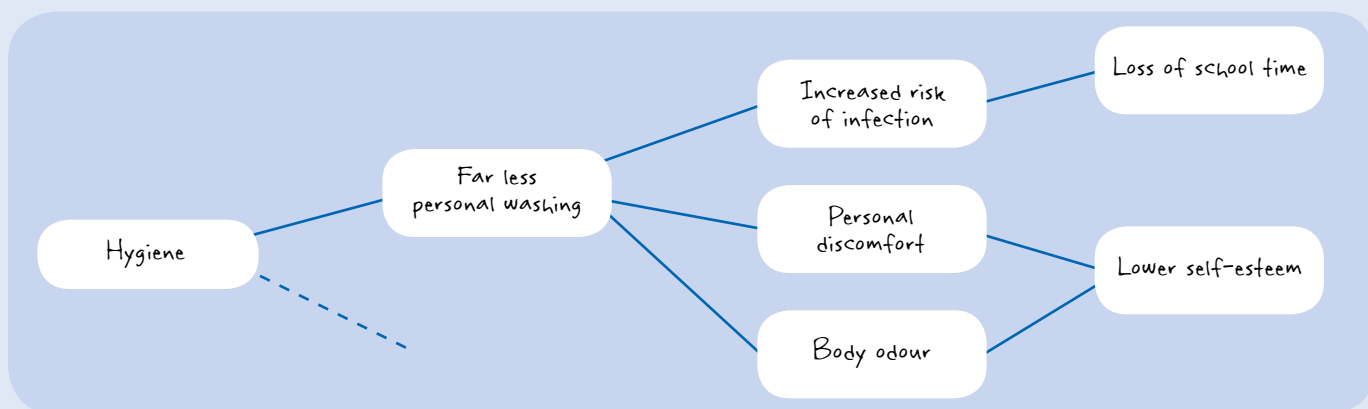 Hygiene
Far less
personal washing
Increased risk
of infection
Personal
discomfort
Body odour
Loss of school time
Lower self-esteem